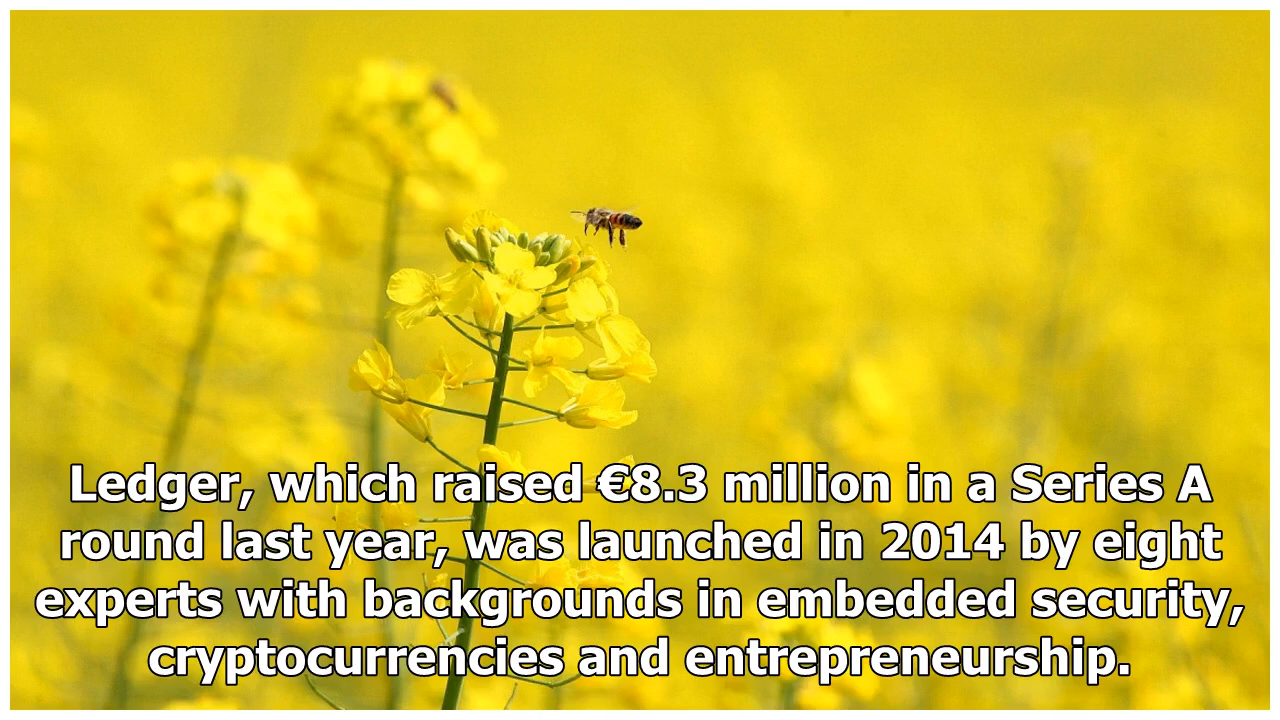 Ledger, which raised €8.3 million in a Series A
round last year, was launched in 2014 by eight
experts with backgrounds in embedded security,
cryptocurrencies and entrepreneurship.